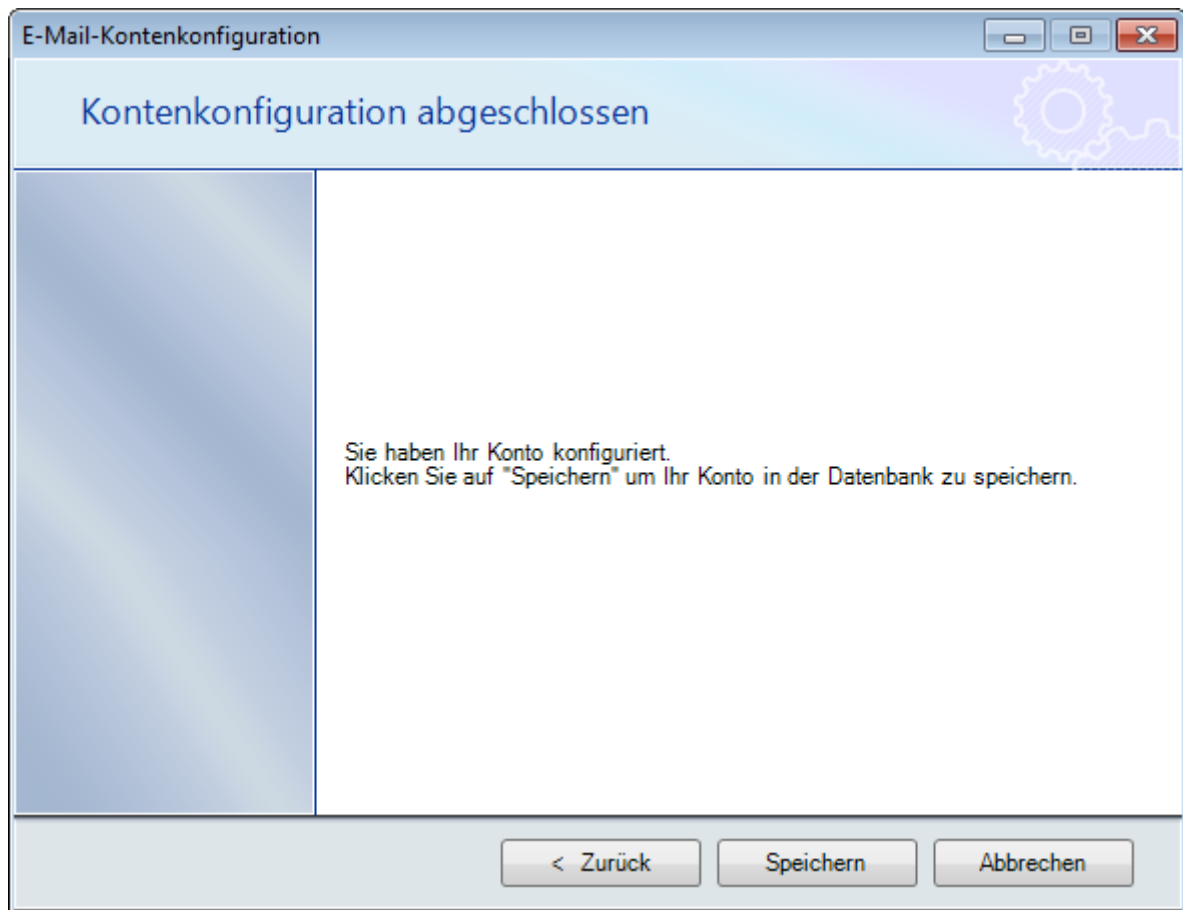 E-Mail-Kontenkonfiguration
Kontenkonfiguration abgeschlossen
Sie haben Ihr Konto konfiguriert.
Klicken Sie auf "Speichern" um Ihr Konto in der Datenbank zu speichern.
< Zurück
Speichern
Abbrechen